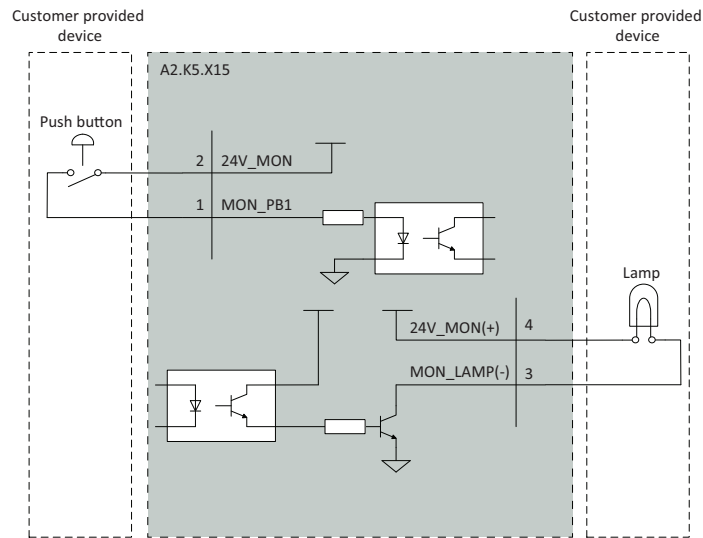 Customer provided
device
Customer provided
device
A2.K5.X15
Push button
2 24V_MON
1 MON_PB1
Lamp
24V_MON(+) 4
MON_LAMP(-) 3